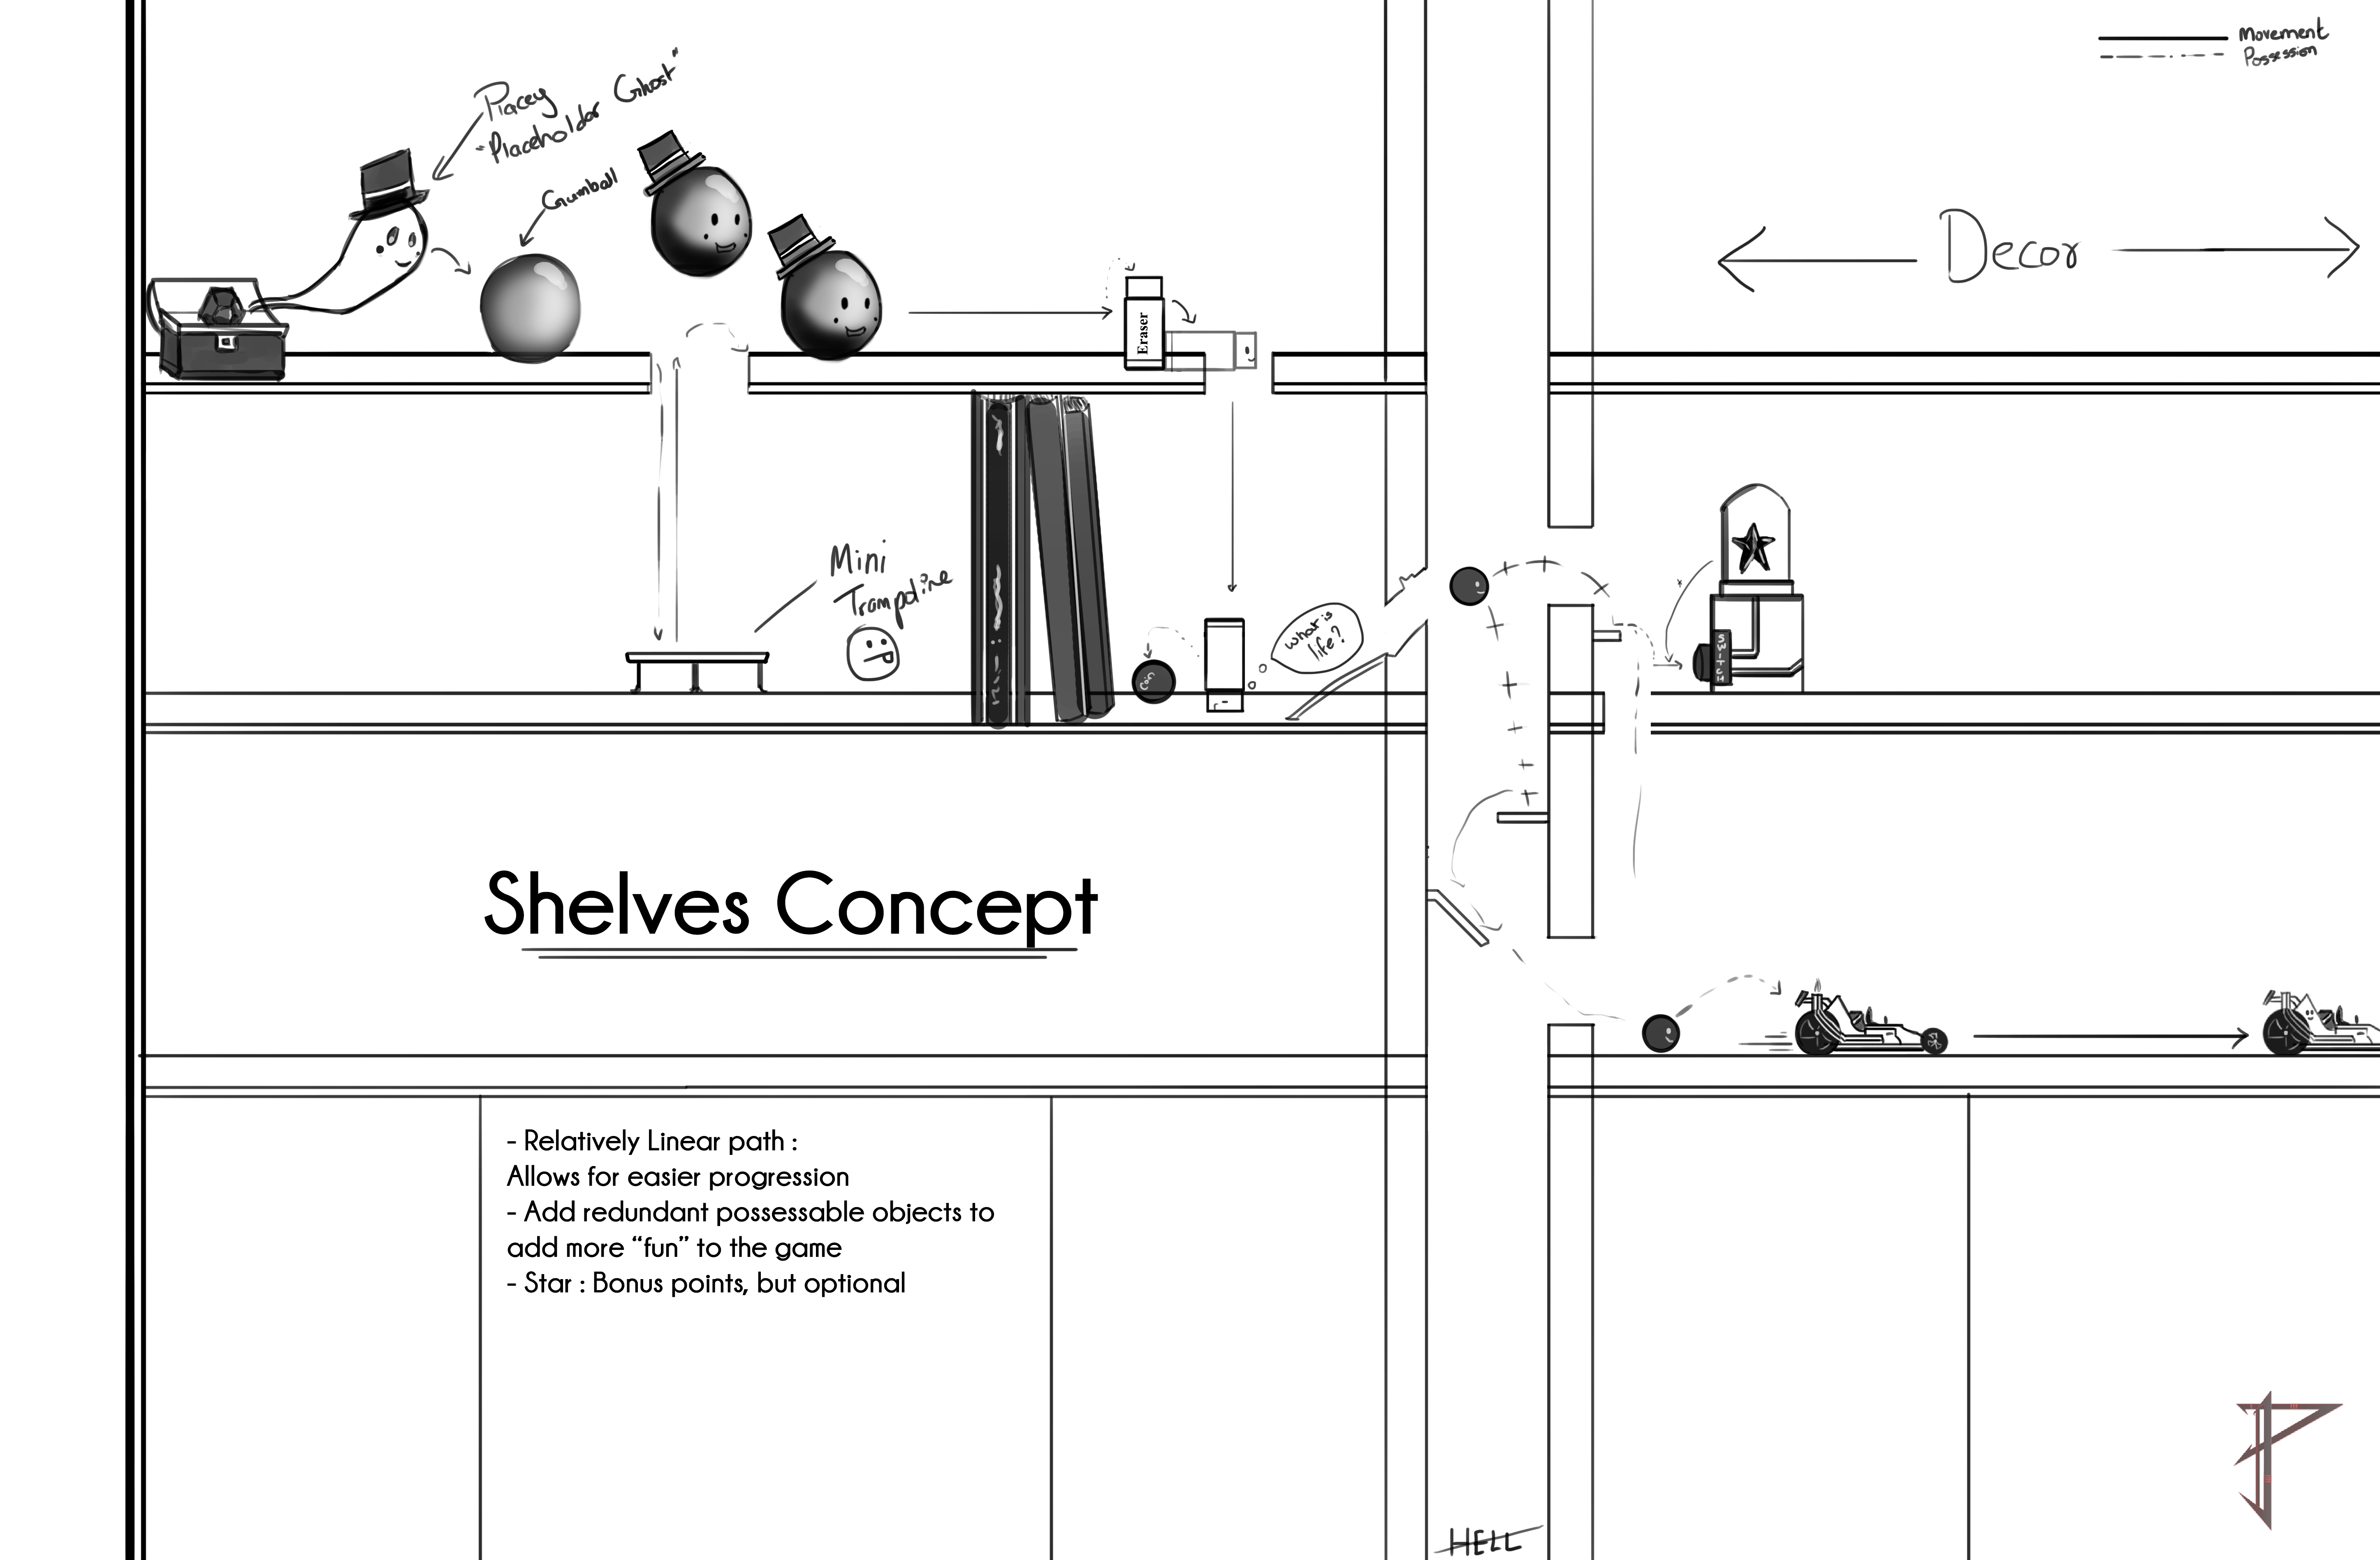 Movement
Possession
Placey
"Placeholdor Ghost"
Gumball
Decor
Eraser
Mini
Trampoline
SWITCH
what is
life?
Coin
Shelves Concept
- Relatively Linear path :
Allows for easier progression
- Add redundant possessable objects to
add more “fun” to the game
- Star : Bonus points, but optional
HELL